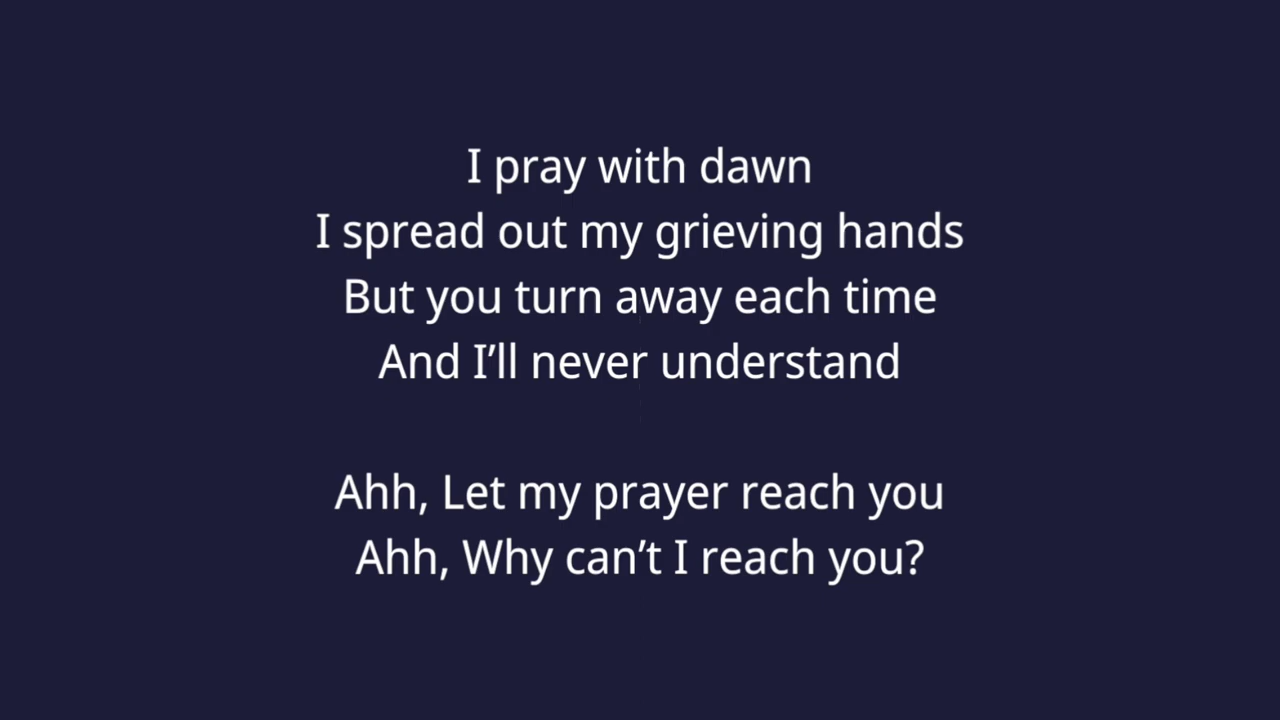 I pray with dawn
I spread out my grieving hands
But you turn away each time
And I’ll never understand
Ahh, Let my prayer reach you
Ahh, Why can’t I reach you?